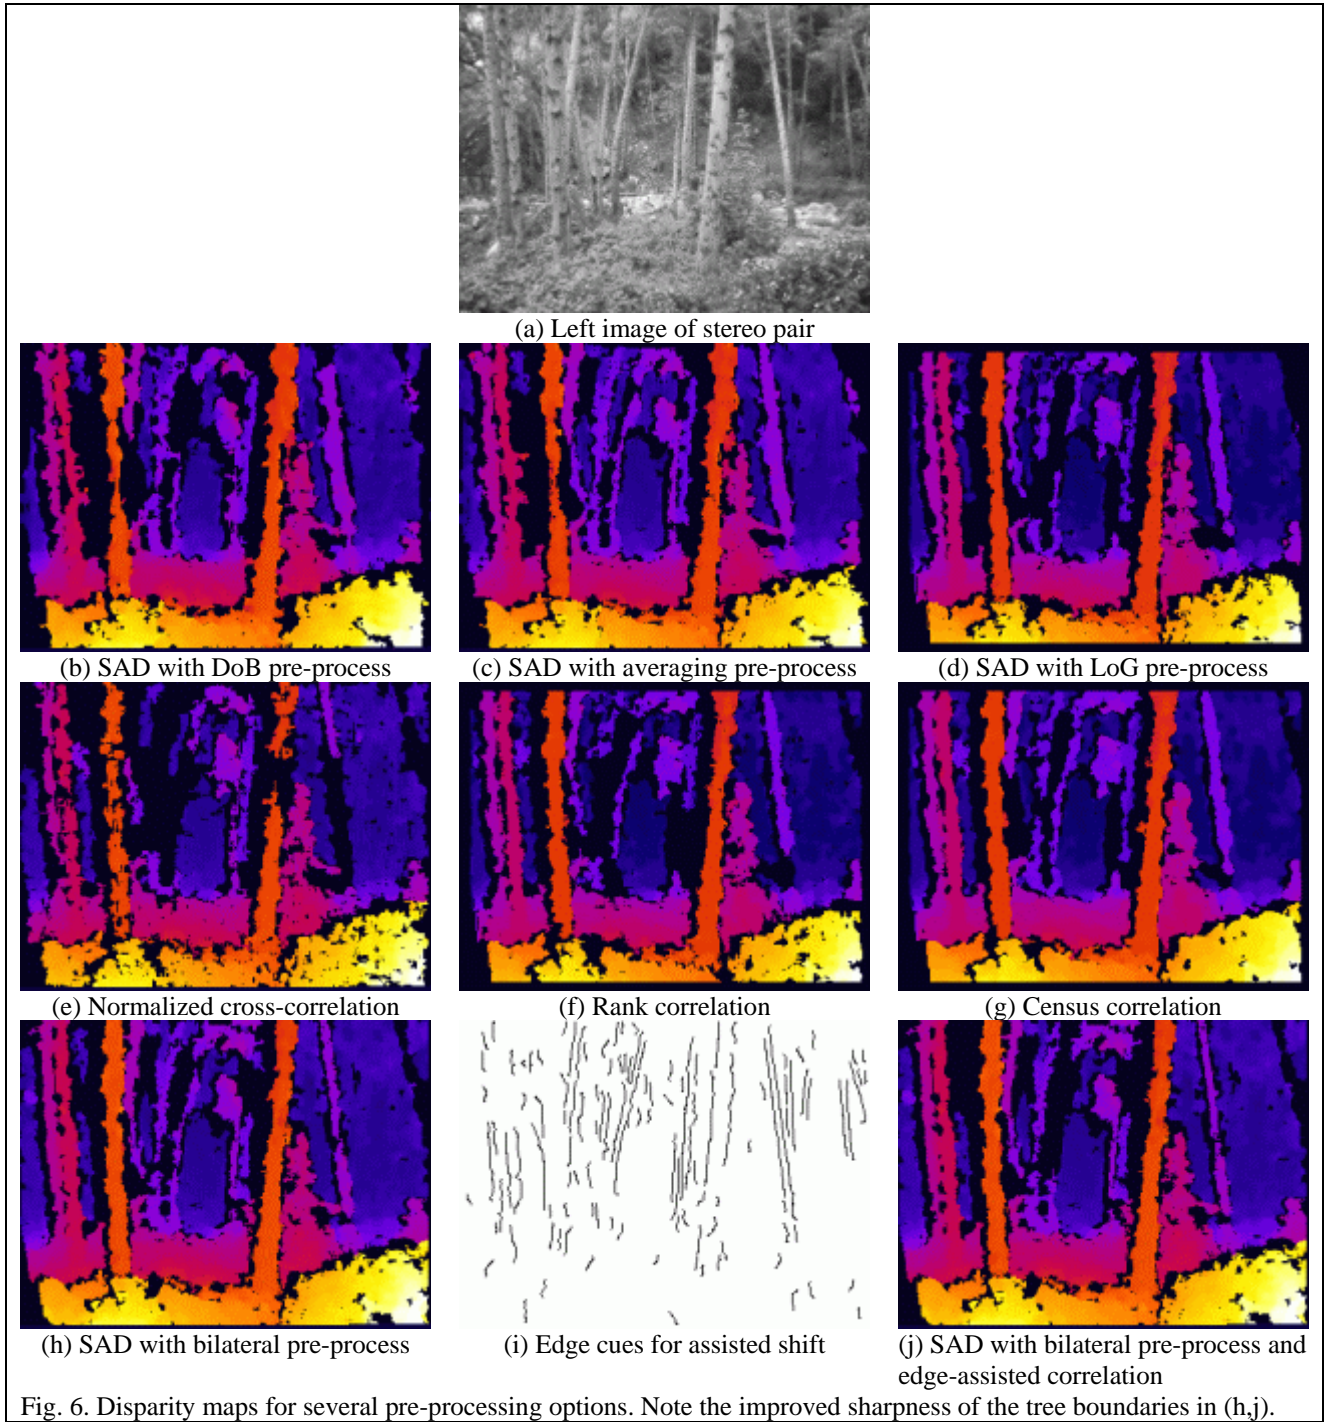 (a) Left image of stereo pair
(b) SAD with DoB pre-process
(c) SAD with averaging pre-process
(d) SAD with LoG pre-process
(e) Normalized cross-correlation
(f) Rank correlation
(g) Census correlation
(h) SAD with bilateral pre-process
(i) Edge cues for assisted shift
(j) SAD with bilateral pre-process and
edge-assisted correlation
Fig. 6. Disparity maps for several pre-processing options. Note the improved sharpness of the tree boundaries in (h,j).